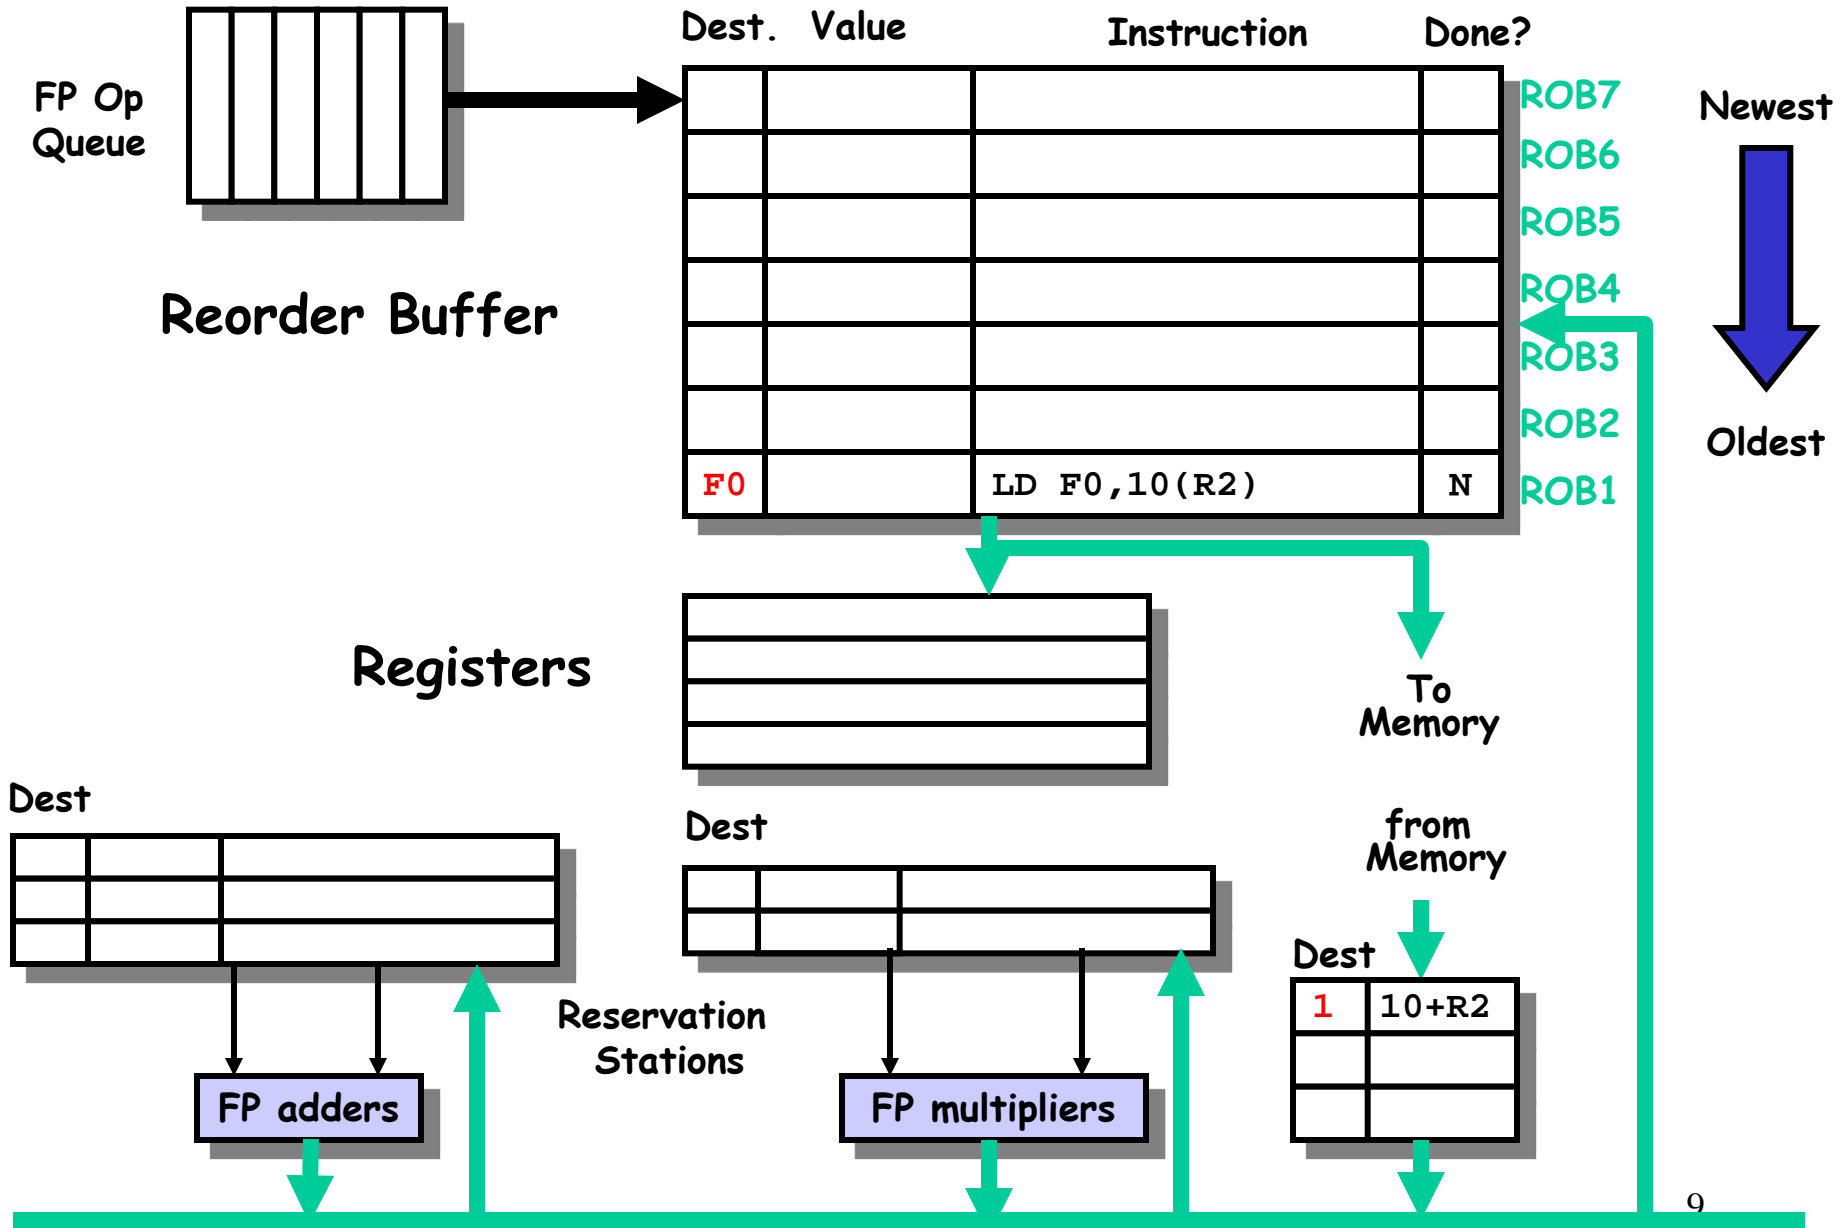 Dest. Value Instruction Done?
FP Op
Queue
ROB7
ROB6
ROB5
ROB4
ROB3
ROB2
F0 LD F0,10(R2) N ROB1
Newest
Oldest
Reorder Buffer
Registers
To
Memory
from
Memory
Dest
Dest
Dest
1 10+R2
Reservation
Stations
FP adders
FP multipliers
9